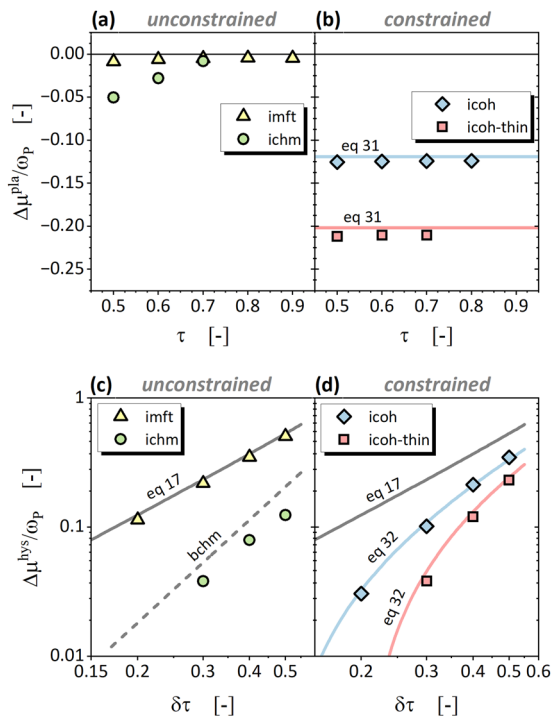 (a) unconstrained
(b) constrained
Δμ^pla/ω_P [-]
0.00
−0.05
−0.10
−0.15
−0.20
−0.25
imft
ichm
icoh
icoh-thin
eq 31
eq 31
0.5 0.6 0.7 0.8 0.9
0.5 0.6 0.7 0.8 0.9
τ [-]
τ [-]
(c) unconstrained
(d) constrained
Δμ^hys/ω_P [-]
1
0.1
0.01
imft
ichm
icoh
icoh-thin
eq 17
bchm
eq 17
eq 32
eq 32
0.15 0.2 0.3 0.4 0.5
0.2 0.3 0.4 0.5 0.6
δτ [-]
δτ [-]